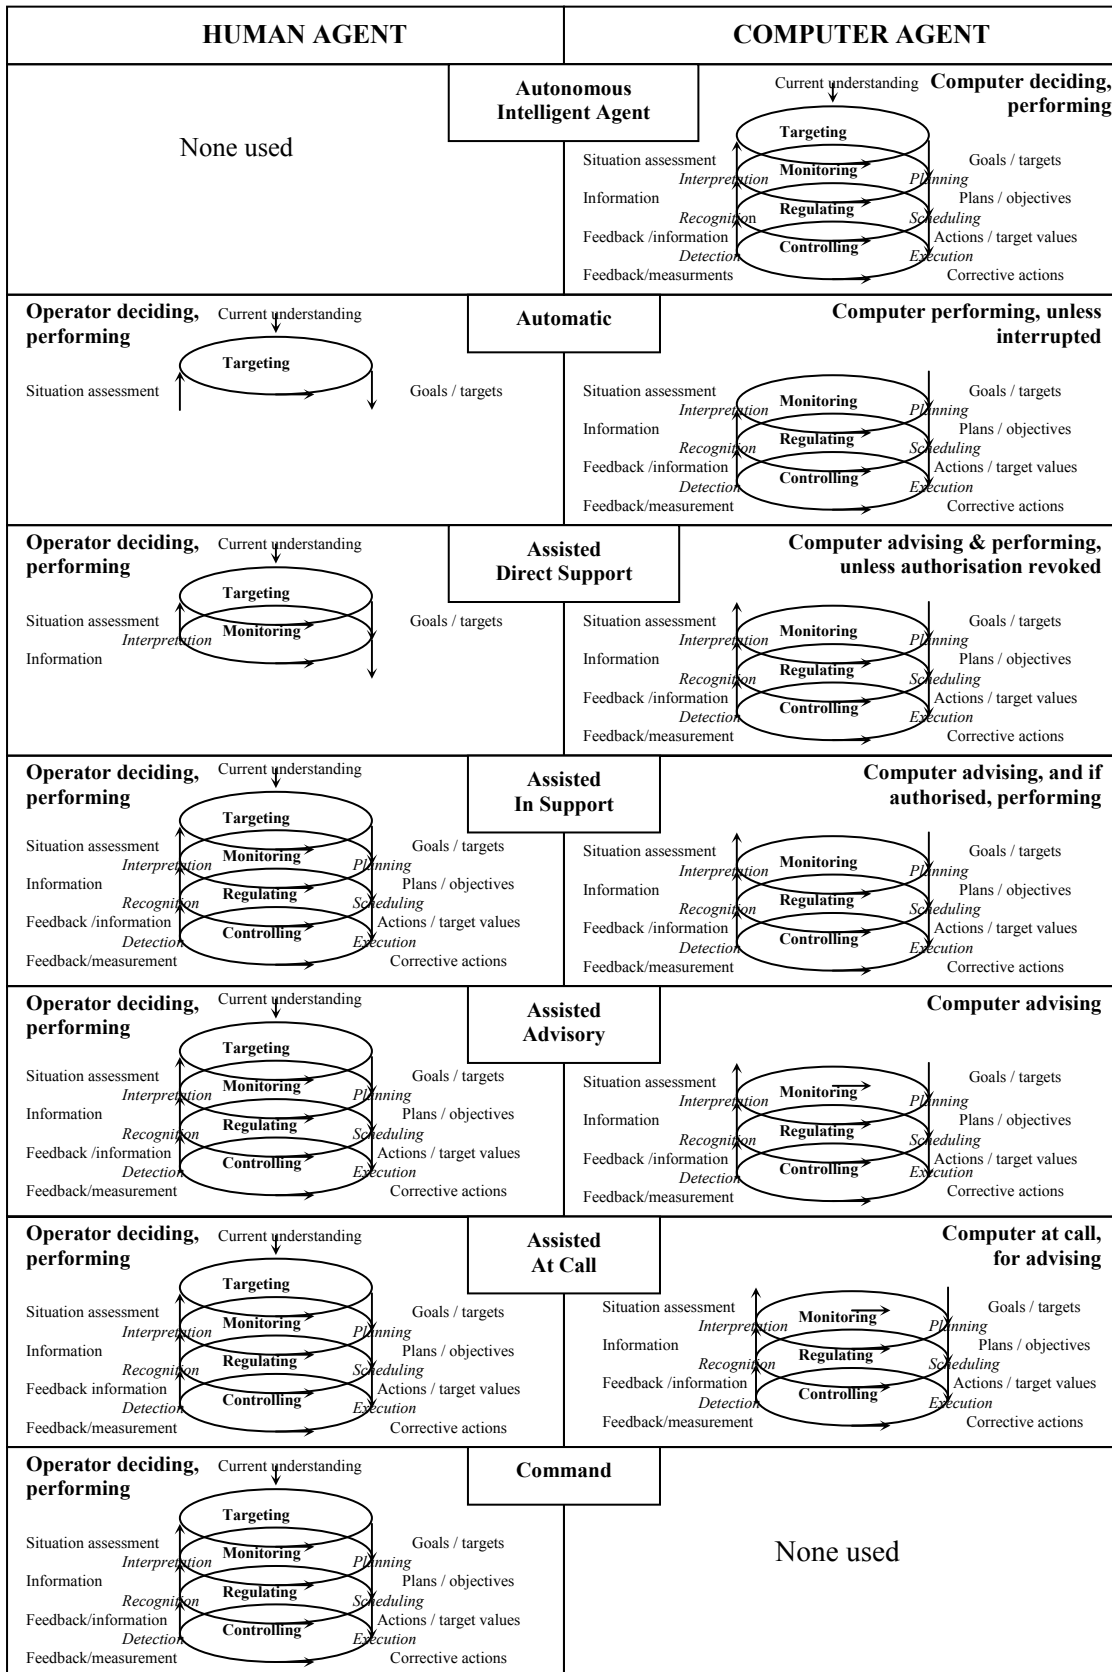 HUMAN AGENT
COMPUTER AGENT
Autonomous
Intelligent Agent
None used
Current understanding
Computer deciding,
performing
Targeting
Situation assessment
Goals / targets
Monitoring
Interpretation
Planning
Information
Plans / objectives
Regulating
Recognition
Scheduling
Feedback /information
Actions / target values
Controlling
Detection
Execution
Feedback/measurments
Corrective actions
Automatic
Operator deciding,
performing
Current understanding
Targeting
Situation assessment
Goals / targets
Computer performing, unless
interrupted
Situation assessment
Goals / targets
Monitoring
Interpretation
Planning
Information
Plans / objectives
Regulating
Recognition
Scheduling
Feedback /information
Actions / target values
Controlling
Detection
Execution
Feedback/measurement
Corrective actions
Assisted
Direct Support
Operator deciding,
performing
Current understanding
Targeting
Situation assessment
Goals / targets
Monitoring
Interpretation
Information
Computer advising & performing,
unless authorisation revoked
Situation assessment
Goals / targets
Monitoring
Interpretation
Planning
Information
Plans / objectives
Regulating
Recognition
Scheduling
Feedback /information
Actions / target values
Controlling
Detection
Execution
Feedback/measurement
Corrective actions
Assisted
In Support
Operator deciding,
performing
Current understanding
Targeting
Situation assessment
Goals / targets
Monitoring
Interpretation
Planning
Information
Plans / objectives
Regulating
Recognition
Scheduling
Feedback /information
Actions / target values
Controlling
Detection
Execution
Feedback/measurement
Corrective actions
Computer advising, and if
authorised, performing
Situation assessment
Goals / targets
Monitoring
Interpretation
Planning
Information
Plans / objectives
Regulating
Recognition
Scheduling
Feedback /information
Actions / target values
Controlling
Detection
Execution
Feedback/measurement
Corrective actions
Assisted
Advisory
Operator deciding,
performing
Current understanding
Targeting
Situation assessment
Goals / targets
Monitoring
Interpretation
Planning
Information
Plans / objectives
Regulating
Recognition
Scheduling
Feedback /information
Actions / target values
Controlling
Detection
Execution
Feedback/measurement
Corrective actions
Computer advising
Situation assessment
Goals / targets
Monitoring
Interpretation
Planning
Information
Plans / objectives
Regulating
Recognition
Scheduling
Feedback /information
Actions / target values
Controlling
Detection
Execution
Feedback/measurement
Corrective actions
Assisted
At Call
Operator deciding,
performing
Current understanding
Targeting
Situation assessment
Goals / targets
Monitoring
Interpretation
Planning
Information
Plans / objectives
Regulating
Recognition
Scheduling
Feedback information
Actions / target values
Controlling
Detection
Execution
Feedback/measurement
Corrective actions
Computer at call,
for advising
Situation assessment
Goals / targets
Monitoring
Interpretation
Planning
Information
Plans / objectives
Regulating
Recognition
Scheduling
Feedback /information
Actions / target values
Controlling
Detection
Execution
Feedback/measurement
Corrective actions
Command
Operator deciding,
performing
Current understanding
Targeting
Situation assessment
Goals / targets
Monitoring
Interpretation
Planning
Information
Plans / objectives
Regulating
Recognition
Scheduling
Feedback/information
Actions / target values
Controlling
Detection
Execution
Feedback/measurement
Corrective actions
None used